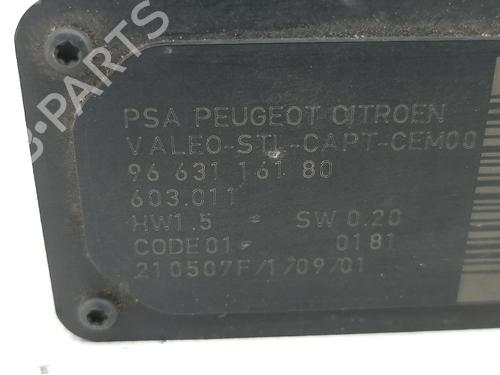 PSA PEUGEOT CITROEN
VALEO-STL-CAPT-CEM00
96 631 161 80
603.011
HW1.5 - SW 0.20
CODE01- 0181
210507F/1/09/01